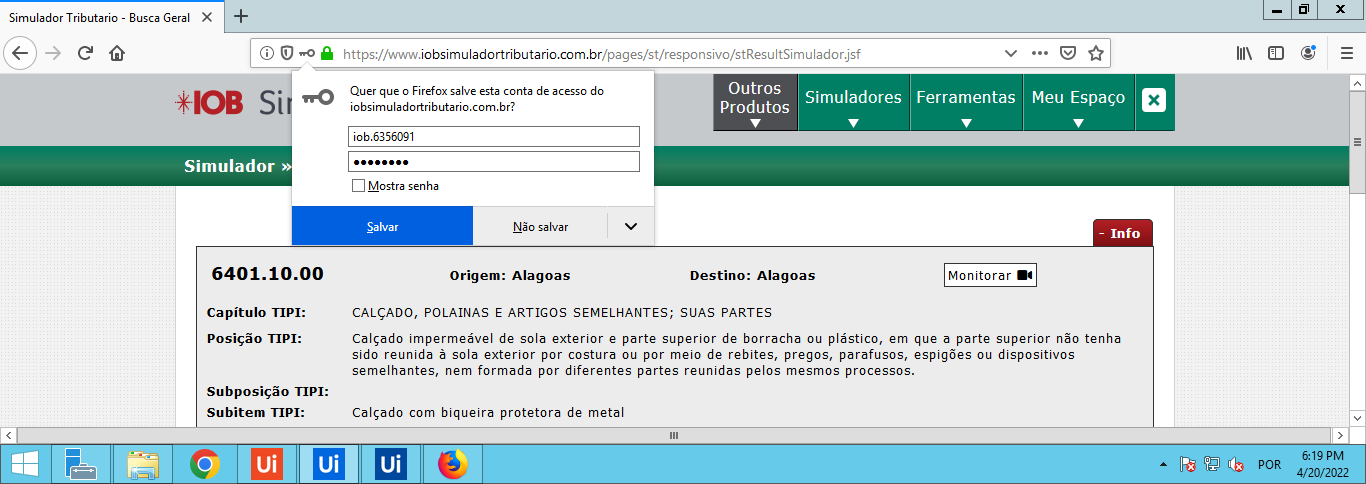 Simulador Tributario - Busca Geral
https://www.iobsimuladortributario.com.br/pages/st/responsivo/stResultSimulador.jsf
IOB Si
Outros Produtos
Simuladores
Ferramentas
Meu Espaço
Quer que o Firefox salve esta conta de acesso do
iobsimuladortributario.com.br?
iob.6356091
●●●●●●●●
Mostra senha
Salvar
Não salvar
Simulador »
- Info
6401.10.00
Origem: Alagoas
Destino: Alagoas
Monitorar
Capítulo TIPI: CALÇADO, POLAINAS E ARTIGOS SEMELHANTES; SUAS PARTES
Posição TIPI: Calçado impermeável de sola exterior e parte superior de borracha ou plástico, em que a parte superior não tenha
sido reunida à sola exterior por costura ou por meio de rebites, pregos, parafusos, espigões ou dispositivos
semelhantes, nem formada por diferentes partes reunidas pelos mesmos processos.
Subposição TIPI:
Subitem TIPI: Calçado com biqueira protetora de metal
Ui
Ui
Ui
POR
6:19 PM
4/20/2022